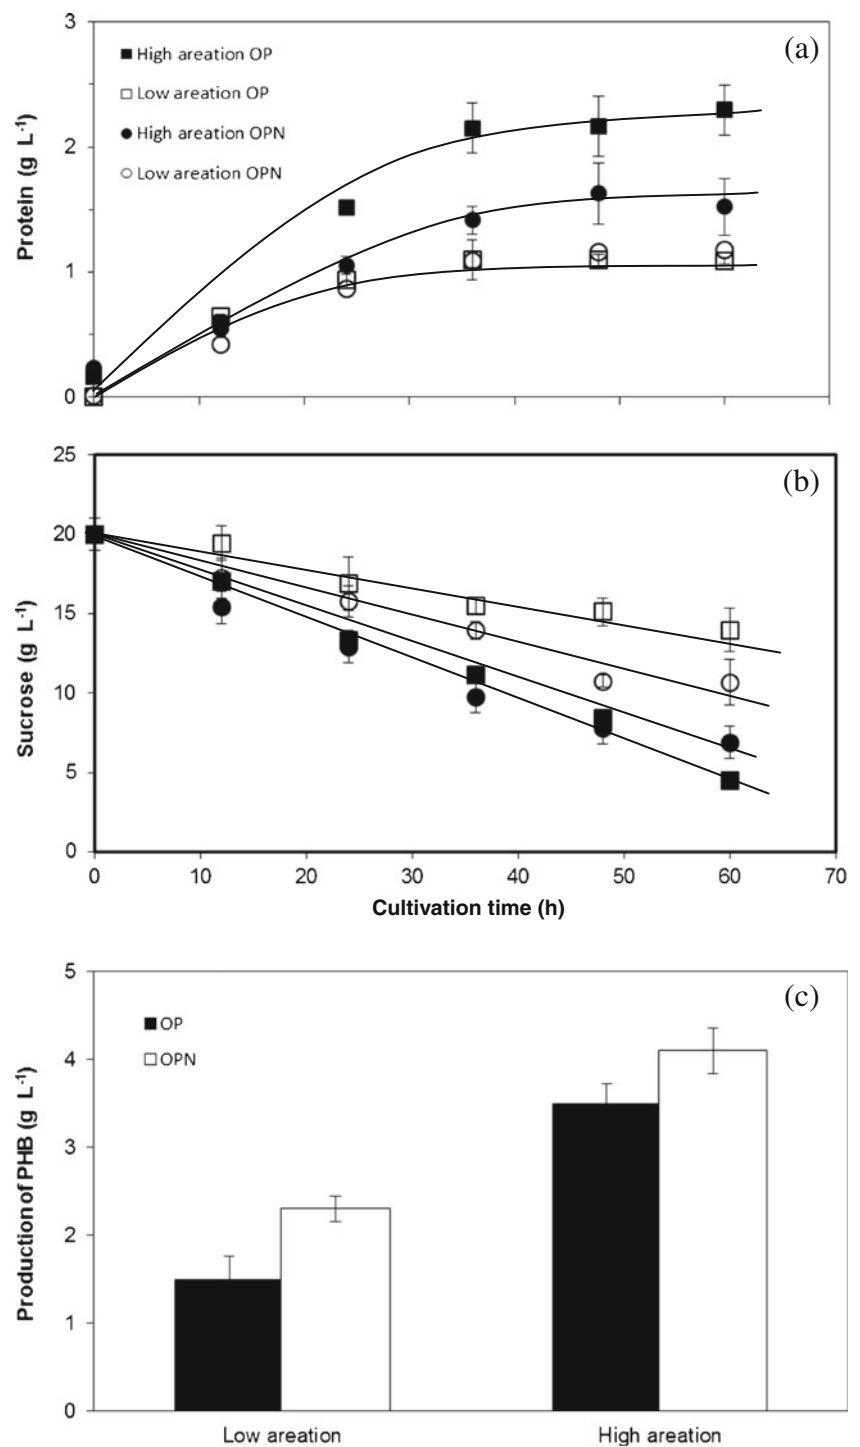 3
(a)
High areation OP
Low areation OP
High areation OPN
Low areation OPN
2
1
0
Protein (g L⁻¹)
25
(b)
20
15
10
5
0
Sucrose (g L⁻¹)
0 10 20 30 40 50 60 70
Cultivation time (h)
5
(c)
OP
OPN
4
3
2
1
0
Production of PHB (g L⁻¹)
Low areation High areation